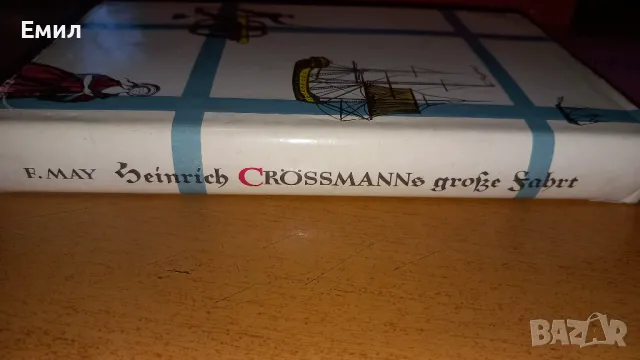 Емил
F. MAY Heinrich CRÖSSMANNs große Fahrt
BAZAR